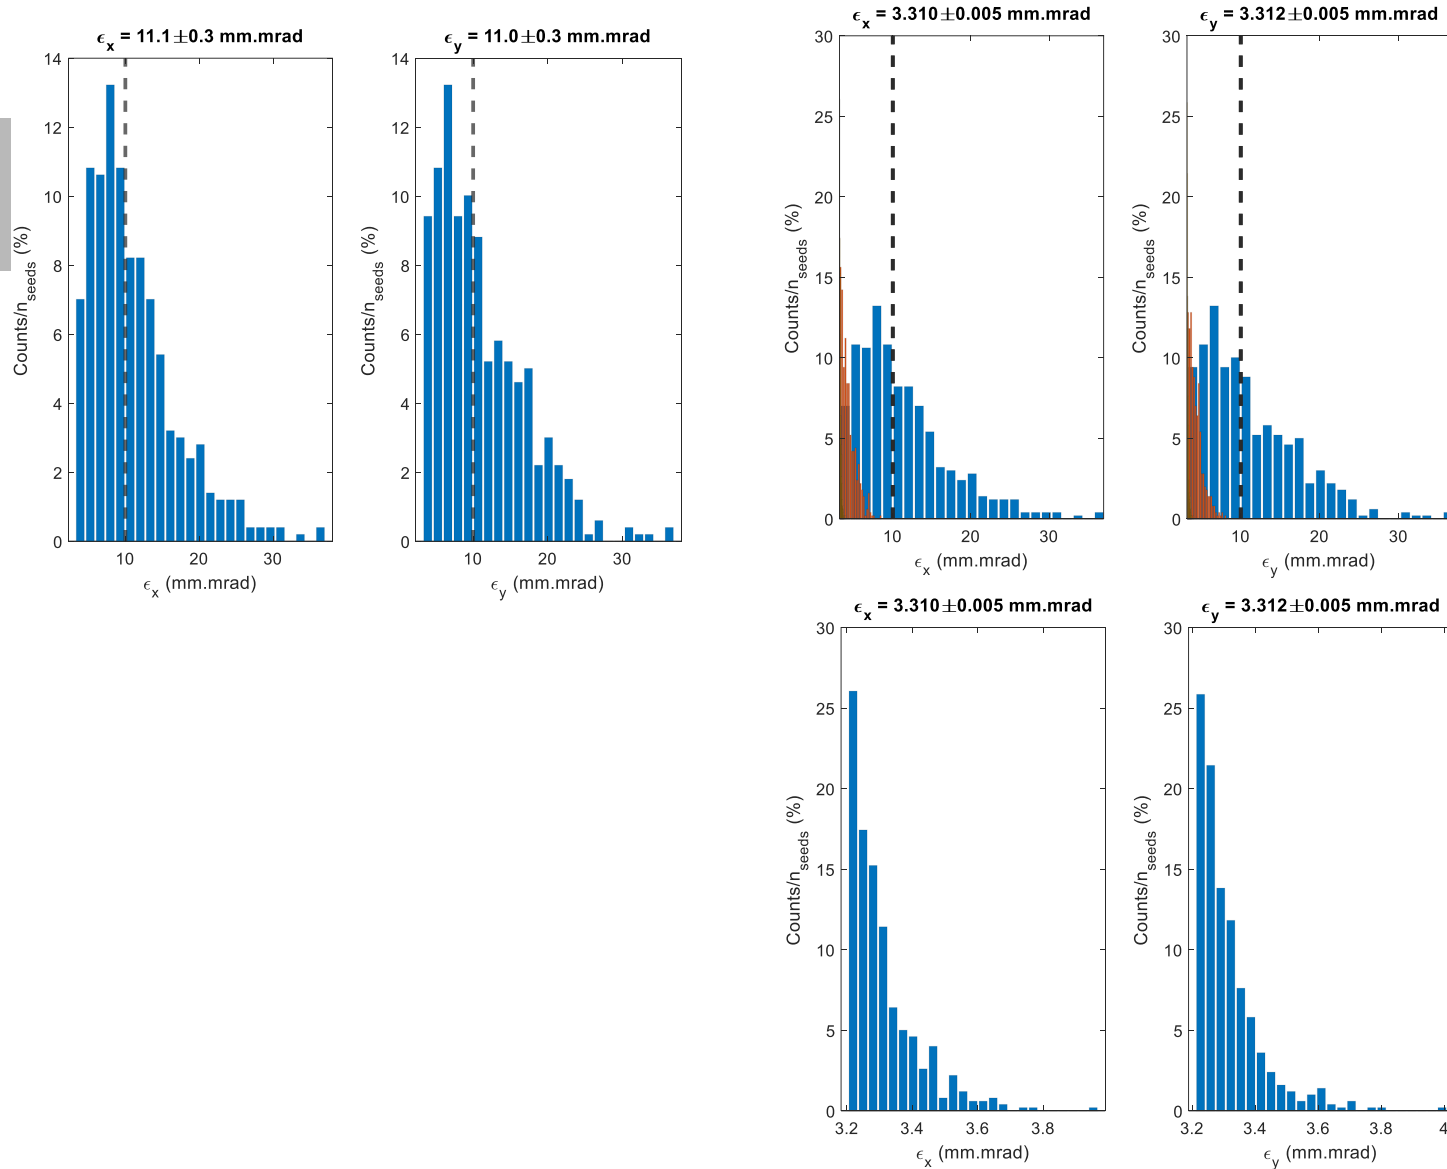 ϵx = 11.1±0.3 mm.mrad
14
12
10
8
6
4
2
0
Counts/nseeds (%)
10 20 30
ϵx (mm.mrad)
ϵy = 11.0±0.3 mm.mrad
14
12
10
8
6
4
2
0
Counts/nseeds (%)
10 20 30
ϵy (mm.mrad)
ϵx = 3.310±0.005 mm.mrad
30
25
20
15
10
5
0
Counts/nseeds (%)
10 20 30
ϵx (mm.mrad)
ϵy = 3.312±0.005 mm.mrad
30
25
20
15
10
5
0
Counts/nseeds (%)
10 20 30
ϵy (mm.mrad)
ϵx = 3.310±0.005 mm.mrad
30
25
20
15
10
5
0
Counts/nseeds (%)
3.2 3.4 3.6 3.8
ϵx (mm.mrad)
ϵy = 3.312±0.005 mm.mrad
30
25
20
15
10
5
0
Counts/nseeds (%)
3.2 3.4 3.6 3.8 4
ϵy (mm.mrad)